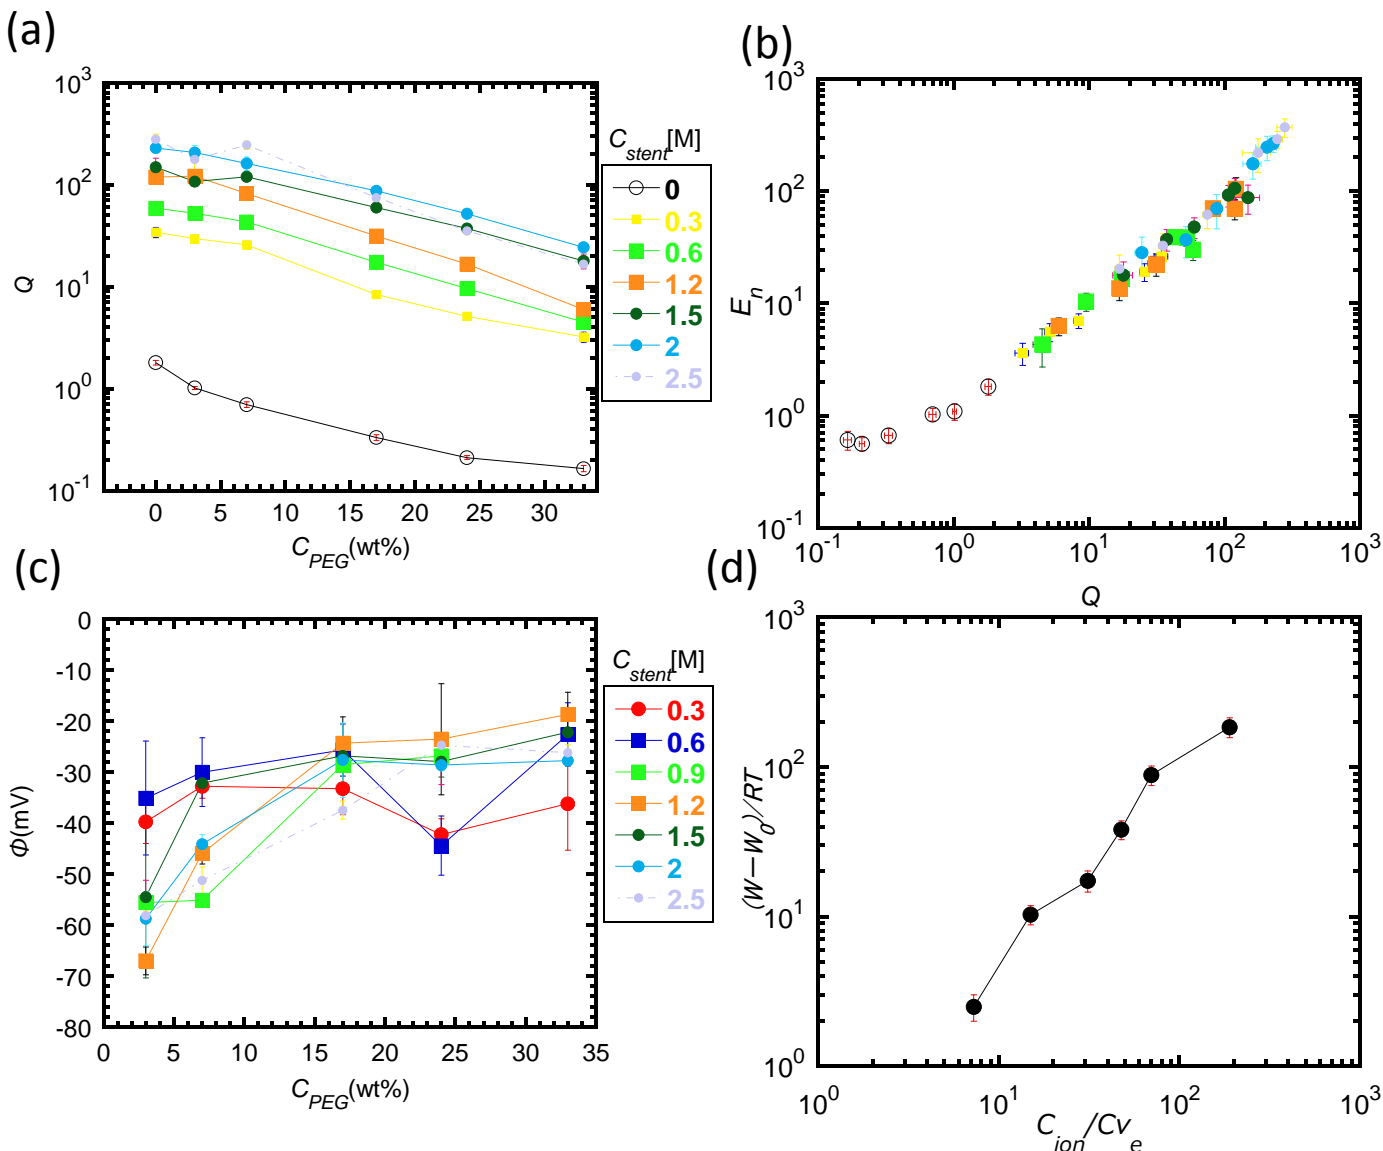 (a)
10^3
10^2
10^1
10^0
10^-1
Q
0 5 10 15 20 25 30
C_PEG(wt%)
C_stent[M]
0
0.3
0.6
1.2
1.5
2
2.5
(b)
10^3
10^2
10^1
10^0
10^-1
E_n
10^-1 10^0 10^1 10^2 10^3
Q
(c)
0
-10
-20
-30
-40
-50
-60
-70
-80
Φ(mV)
0 5 10 15 20 25 30 35
C_PEG(wt%)
C_stent[M]
0.3
0.6
0.9
1.2
1.5
2
2.5
(d)
10^3
10^2
10^1
10^0
(W−W_0)/RT
10^0 10^1 10^2 10^3
C_ion/Cν_e